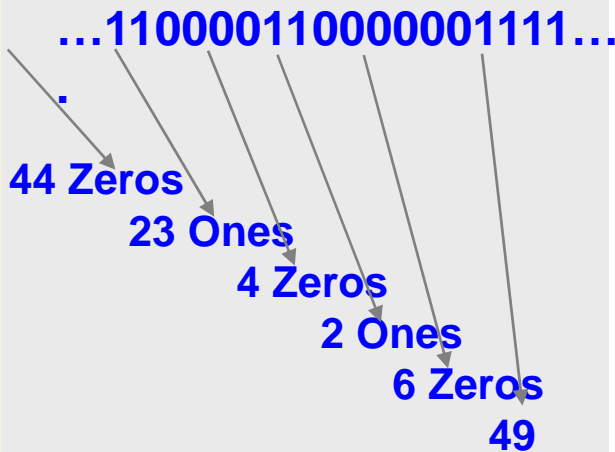 …110000110000001111…
.
44 Zeros
23 Ones
4 Zeros
2 Ones
6 Zeros
49